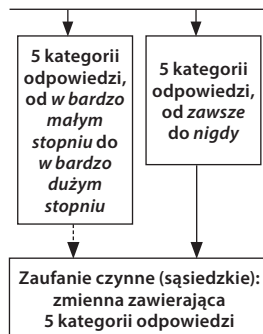 5 kategorii
odpowiedzi,
od w bardzo
małym
stopniu do
w bardzo
dużym
stopniu
5 kategorii
odpowiedzi,
od zawsze
do nigdy
Zaufanie czynne (sąsiedzkie):
zmienna zawierająca
5 kategorii odpowiedzi